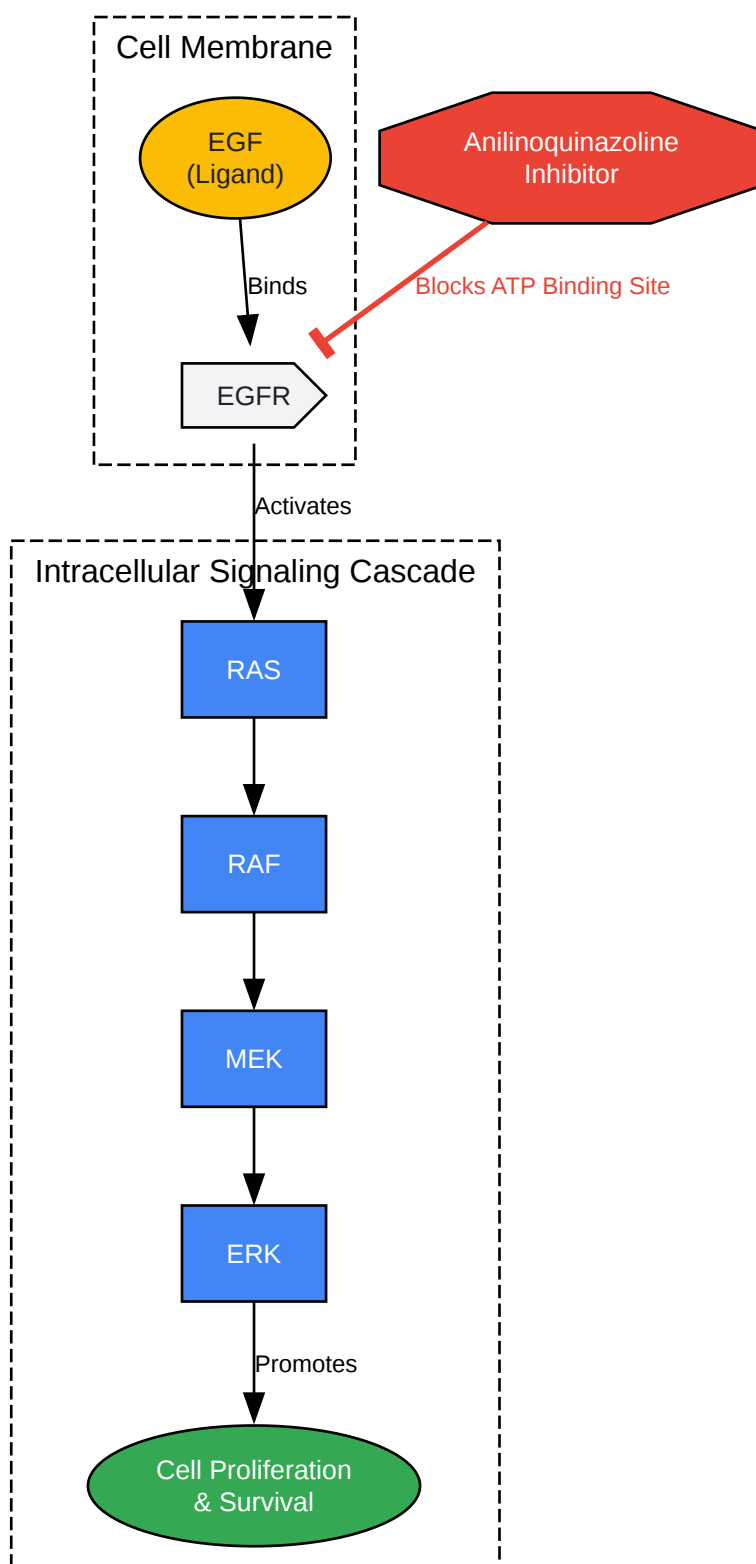 Cell Membrane
EGF
(Ligand)
Anilinoquinazoline
Inhibitor
Binds
Blocks ATP Binding Site
EGFR
Activates
Intracellular Signaling Cascade
RAS
RAF
MEK
ERK
Promotes
Cell Proliferation
& Survival